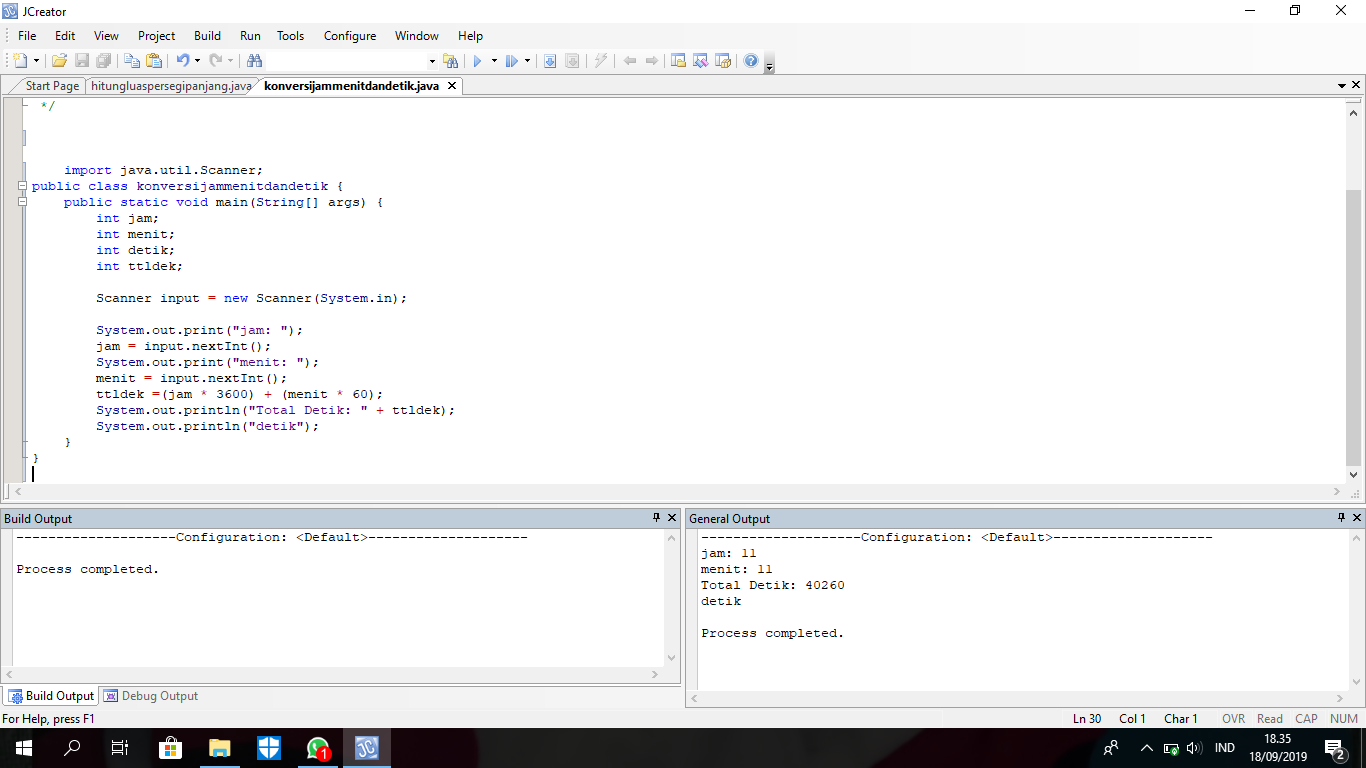 JCreator
File Edit View Project Build Run Tools Configure Window Help
Start Page hitungluaspersegipanjang.java konversijammenitdandetik.java
*/
import java.util.Scanner;
public class konversijammenitdandetik {
public static void main(String[] args) {
int jam;
int menit;
int detik;
int ttldek;
Scanner input = new Scanner(System.in);
System.out.print("jam: ");
jam = input.nextInt();
System.out.print("menit: ");
menit = input.nextInt();
ttldek =(jam * 3600) + (menit * 60);
System.out.println("Total Detik: " + ttldek);
System.out.println("detik");
}
}
Build Output
--------------------Configuration: <Default>--------------------
Process completed.
Build Output Debug Output
General Output
--------------------Configuration: <Default>--------------------
jam: 11
menit: 11
Total Detik: 40260
detik
Process completed.
For Help, press F1 Ln 30 Col 1 Char 1 OVR Read CAP NUM
JC 1 IND 18.35
18/09/2019 2